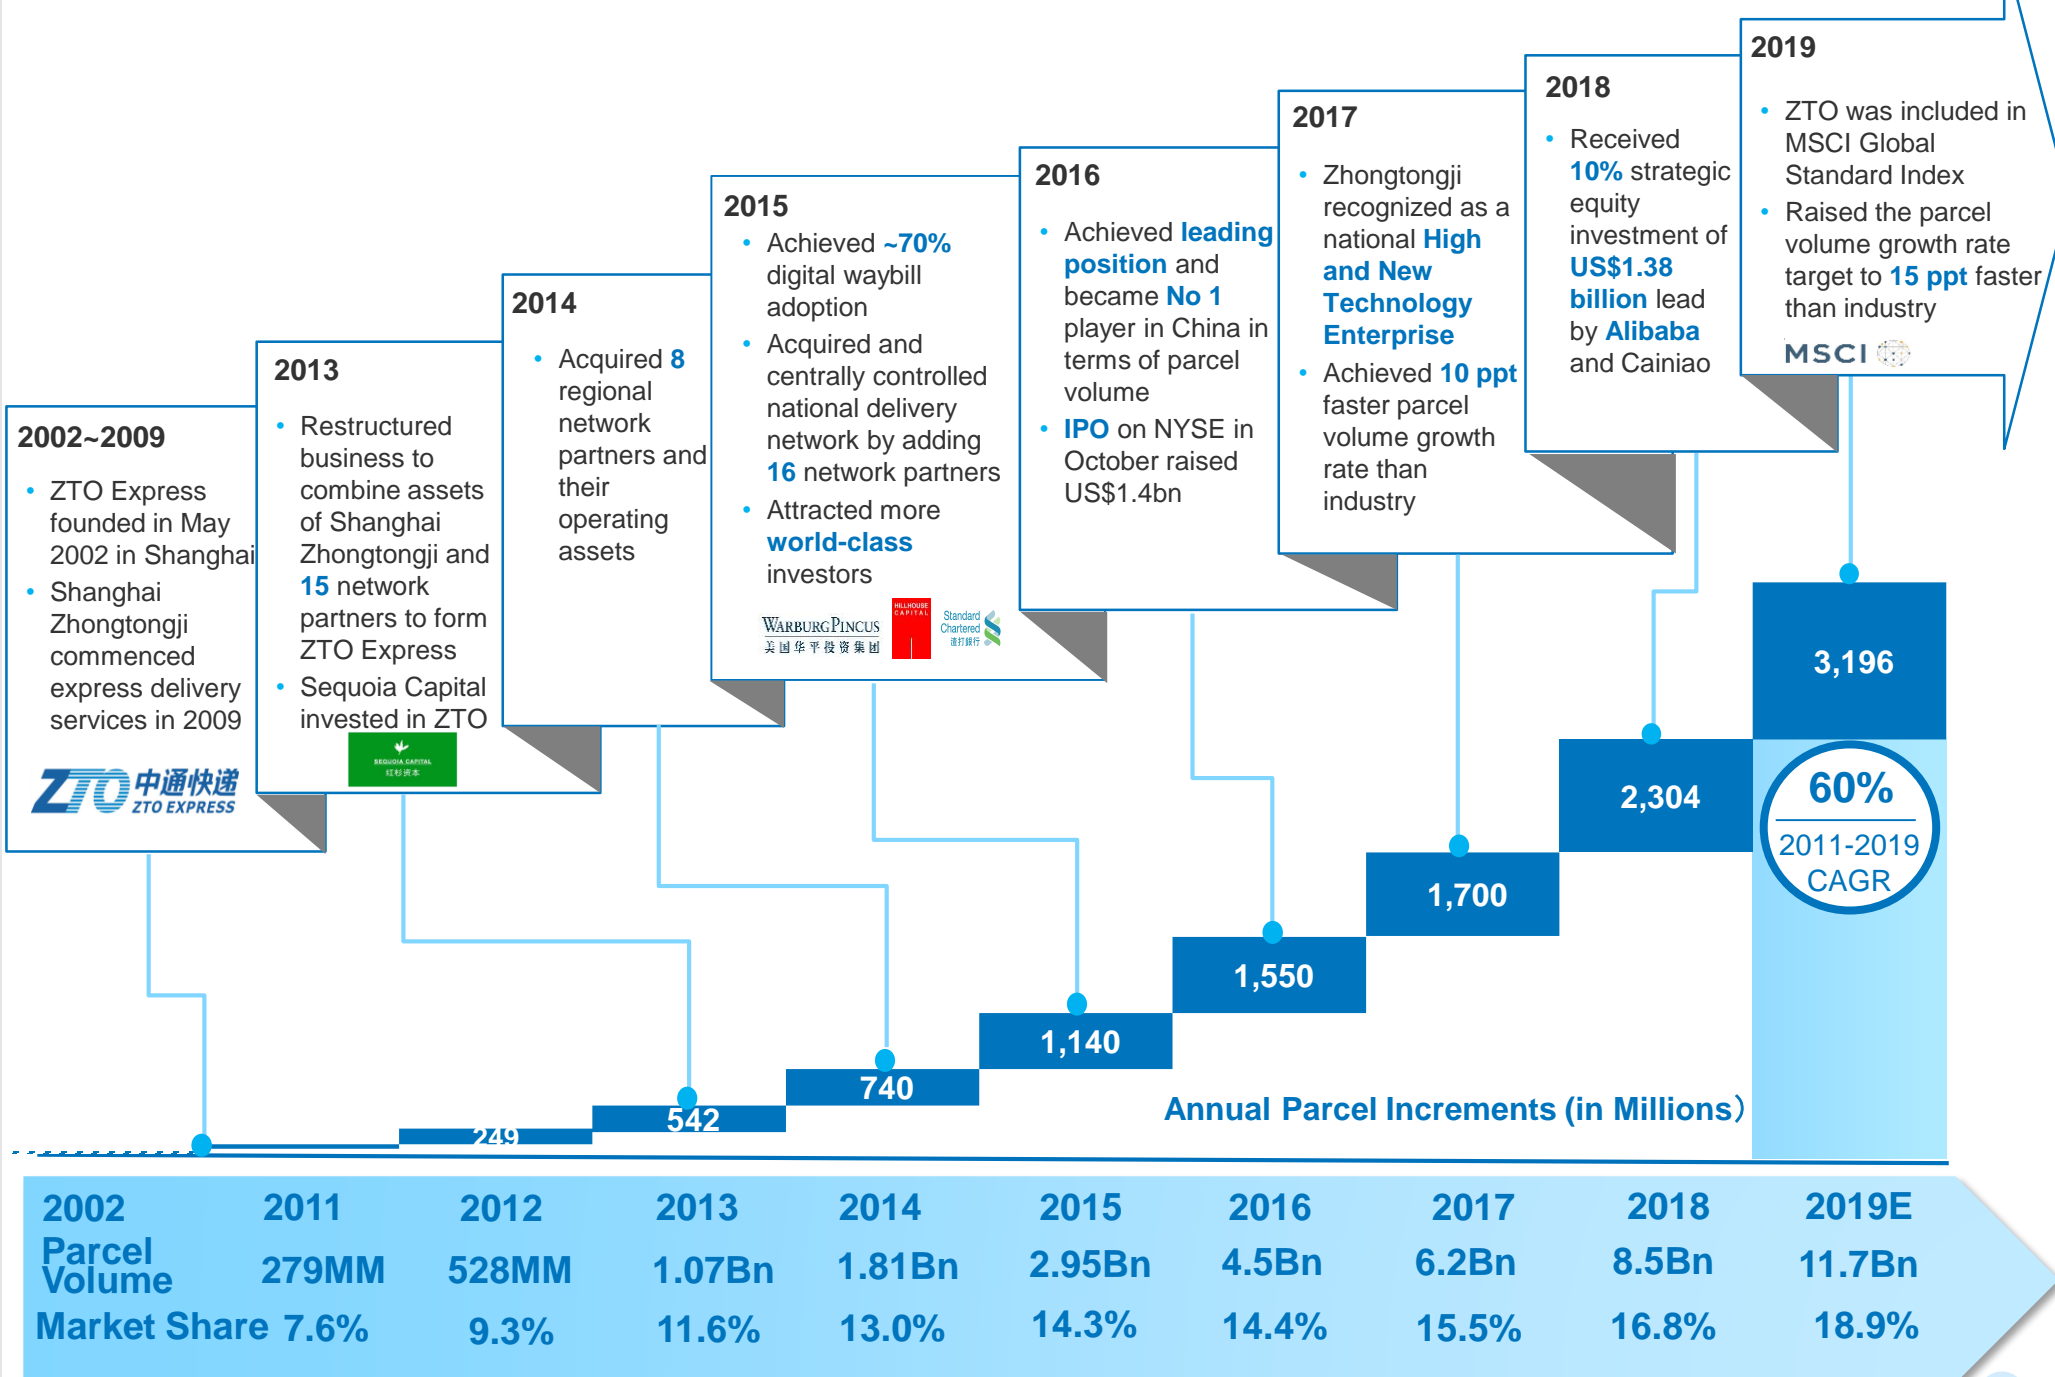 2002~2009
• ZTO Express
founded in May
2002 in Shanghai
• Shanghai
Zhongtongji
commenced
express delivery
services in 2009
ZTO 中通快递
ZTO EXPRESS
2013
• Restructured
business to
combine assets
of Shanghai
Zhongtongji and
15 network
partners to form
ZTO Express
• Sequoia Capital
invested in ZTO
SEQUOIA CAPITAL
红杉资本
2014
• Acquired 8
regional
network
partners and
their
operating
assets
2015
• Achieved ~70%
digital waybill
adoption
• Acquired and
centrally controlled
national delivery
network by adding
16 network partners
• Attracted more
world-class
investors
WARBURG PINCUS
美国华平投资集团
HILLHOUSE
CAPITAL
Standard
Chartered
渣打銀行
2016
• Achieved leading
position and
became No 1
player in China in
terms of parcel
volume
• IPO on NYSE in
October raised
US$1.4bn
2017
• Zhongtongji
recognized as a
national High
and New
Technology
Enterprise
• Achieved 10 ppt
faster parcel
volume growth
rate than
industry
2018
• Received
10% strategic
equity
investment of
US$1.38
billion lead
by Alibaba
and Cainiao
2019
• ZTO was included in
MSCI Global
Standard Index
• Raised the parcel
volume growth rate
target to 15 ppt faster
than industry
MSCI
249
542
740
1,140
1,550
1,700
2,304
3,196
60%
2011-2019
CAGR
Annual Parcel Increments (in Millions）
2002 2011 2012 2013 2014 2015 2016 2017 2018 2019E
Parcel
Volume 279MM 528MM 1.07Bn 1.81Bn 2.95Bn 4.5Bn 6.2Bn 8.5Bn 11.7Bn
Market Share 7.6% 9.3% 11.6% 13.0% 14.3% 14.4% 15.5% 16.8% 18.9%